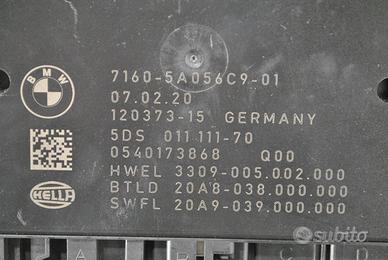 BMW
7160-5A056C9-01
07.02.20
120373-15 GERMANY
5DS 011 111-70
0540173868 Q00
HWEL 3309-005.002.000
BTLD 20A8-038.000.000
SWFL 20A9-039.000.000
HELLA
A B C D
subito